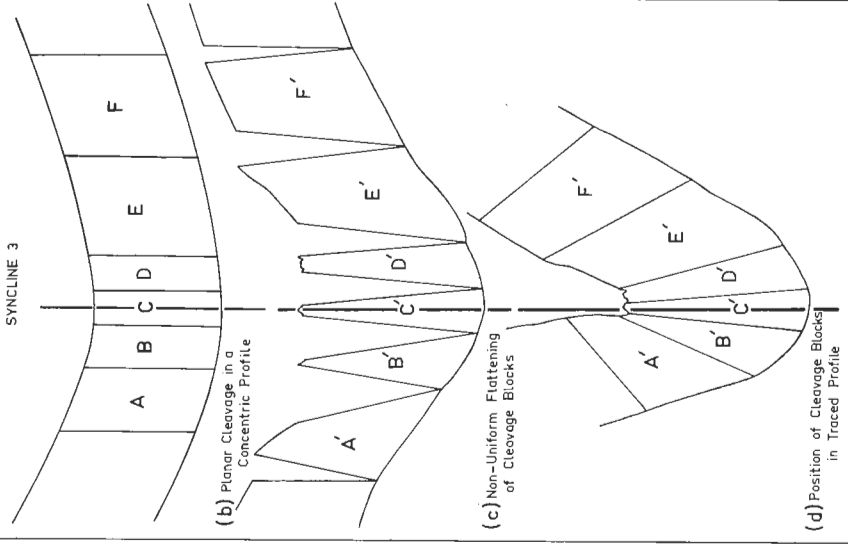 SYNCLINE 3
A B C D E F
(b) Planar Cleavage in a
Concentric Profile
A' B' C' D' E' F'
(c) Non-Uniform Flattening
of Cleavage Blocks
A' B' C' D' E' F'
(d) Position of Cleavage Blocks
in Traced Profile